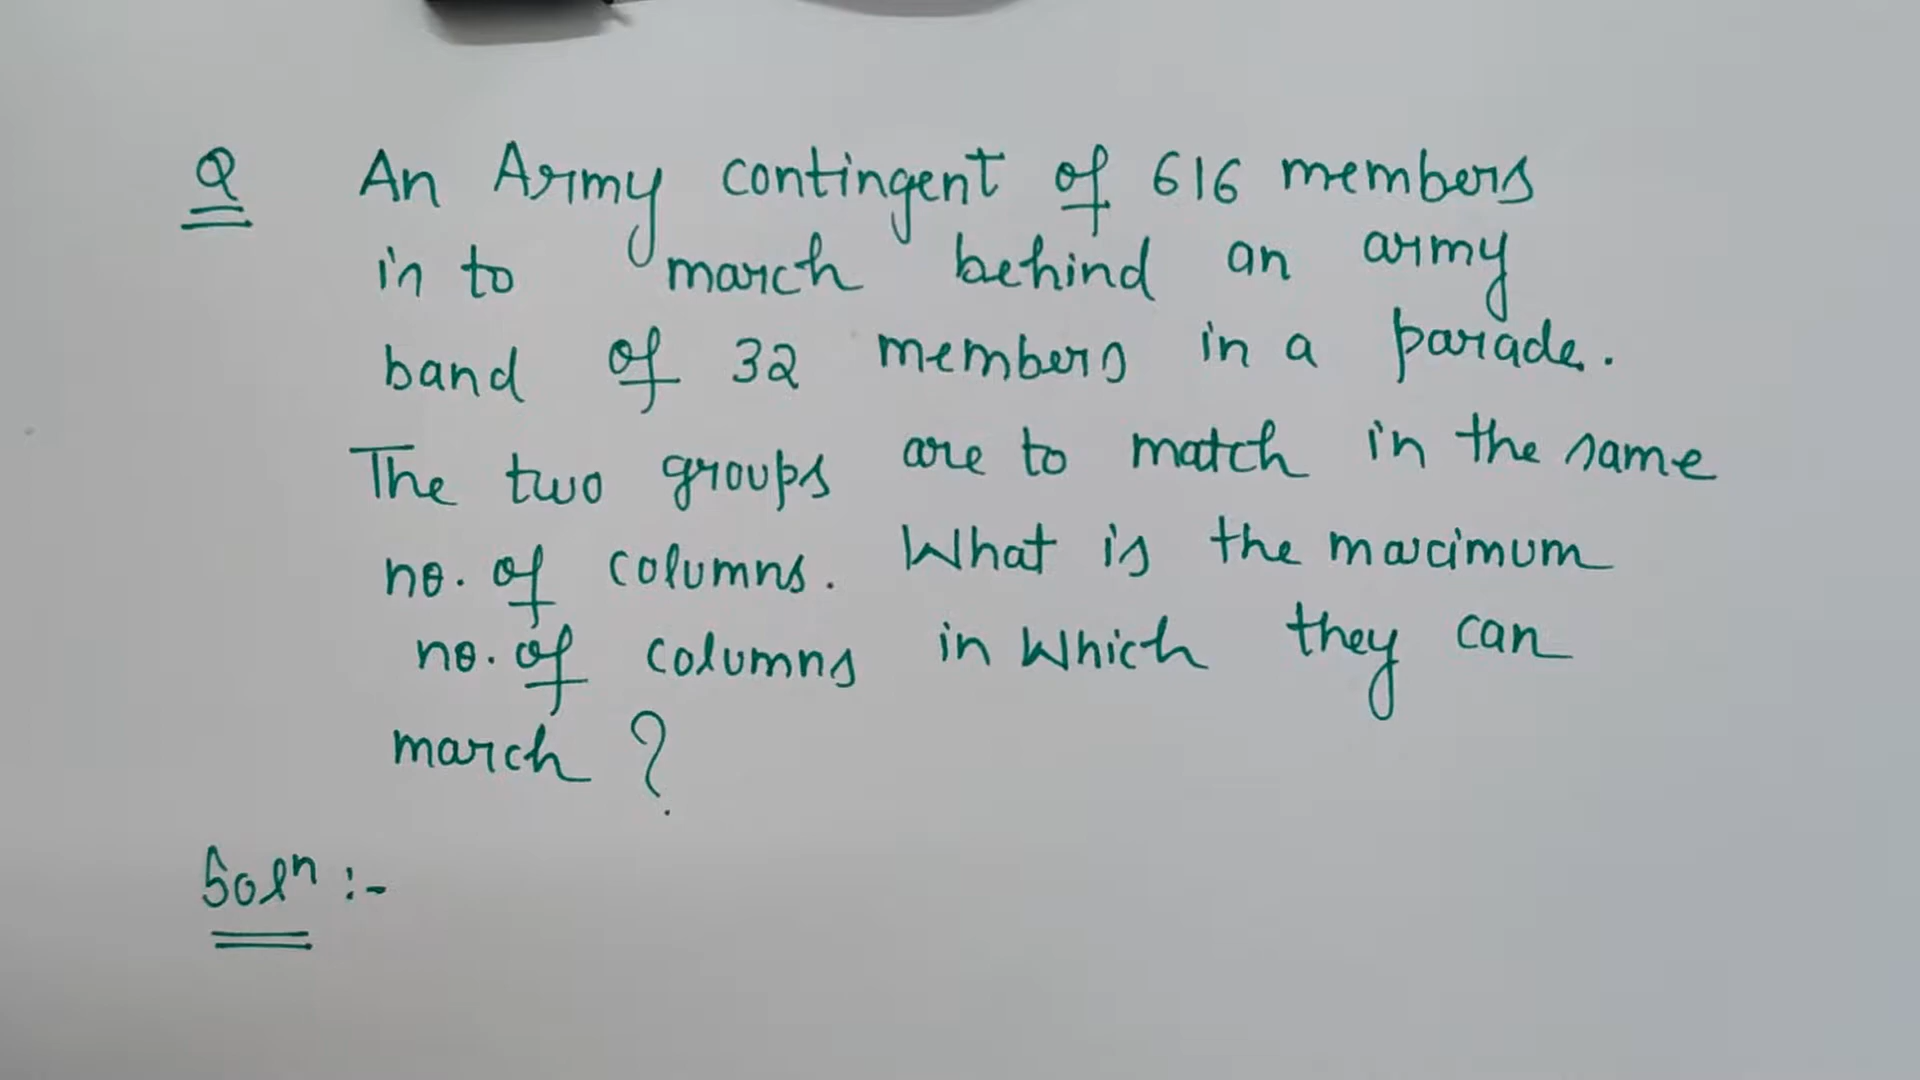 Q An Army contingent of 616 members
in to march behind an army
band of 32 members in a parade.
The two groups are to match in the same
no. of columns. What is the maximum
no. of columns in which they can
march ?
Solⁿ :-